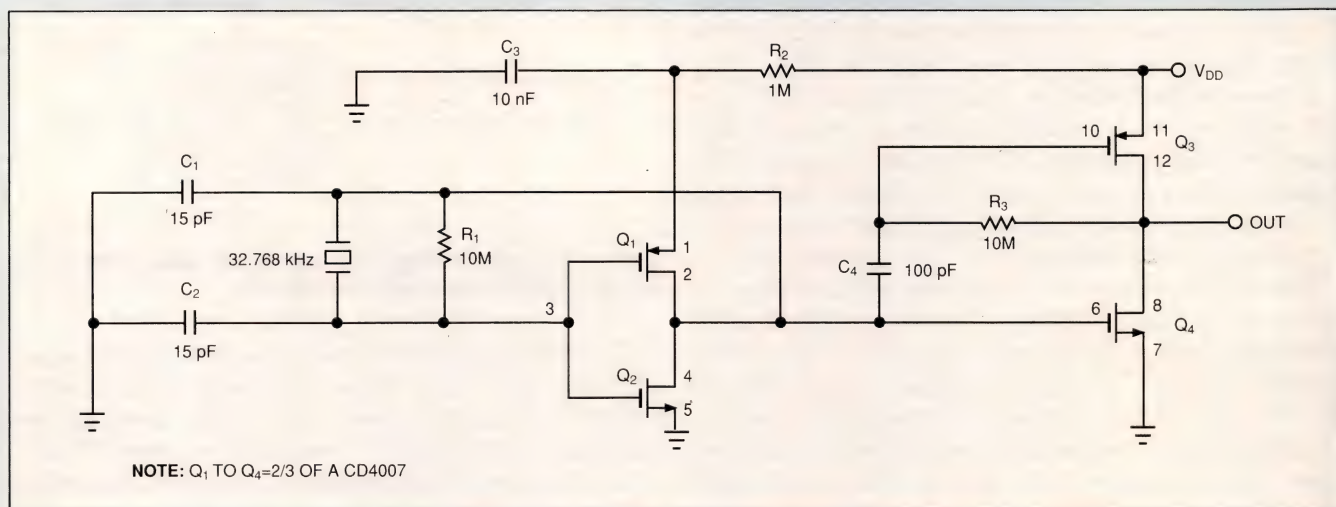 C3
10 nF
R2
1M
VDD
10
11
Q3
12
C1
15 pF
32.768 kHz
R1
10M
Q1
1
2
R3
10M
OUT
C4
100 pF
C2
15 pF
3
6
8
Q4
7
Q2
4
5
NOTE: Q1 TO Q4=2/3 OF A CD4007